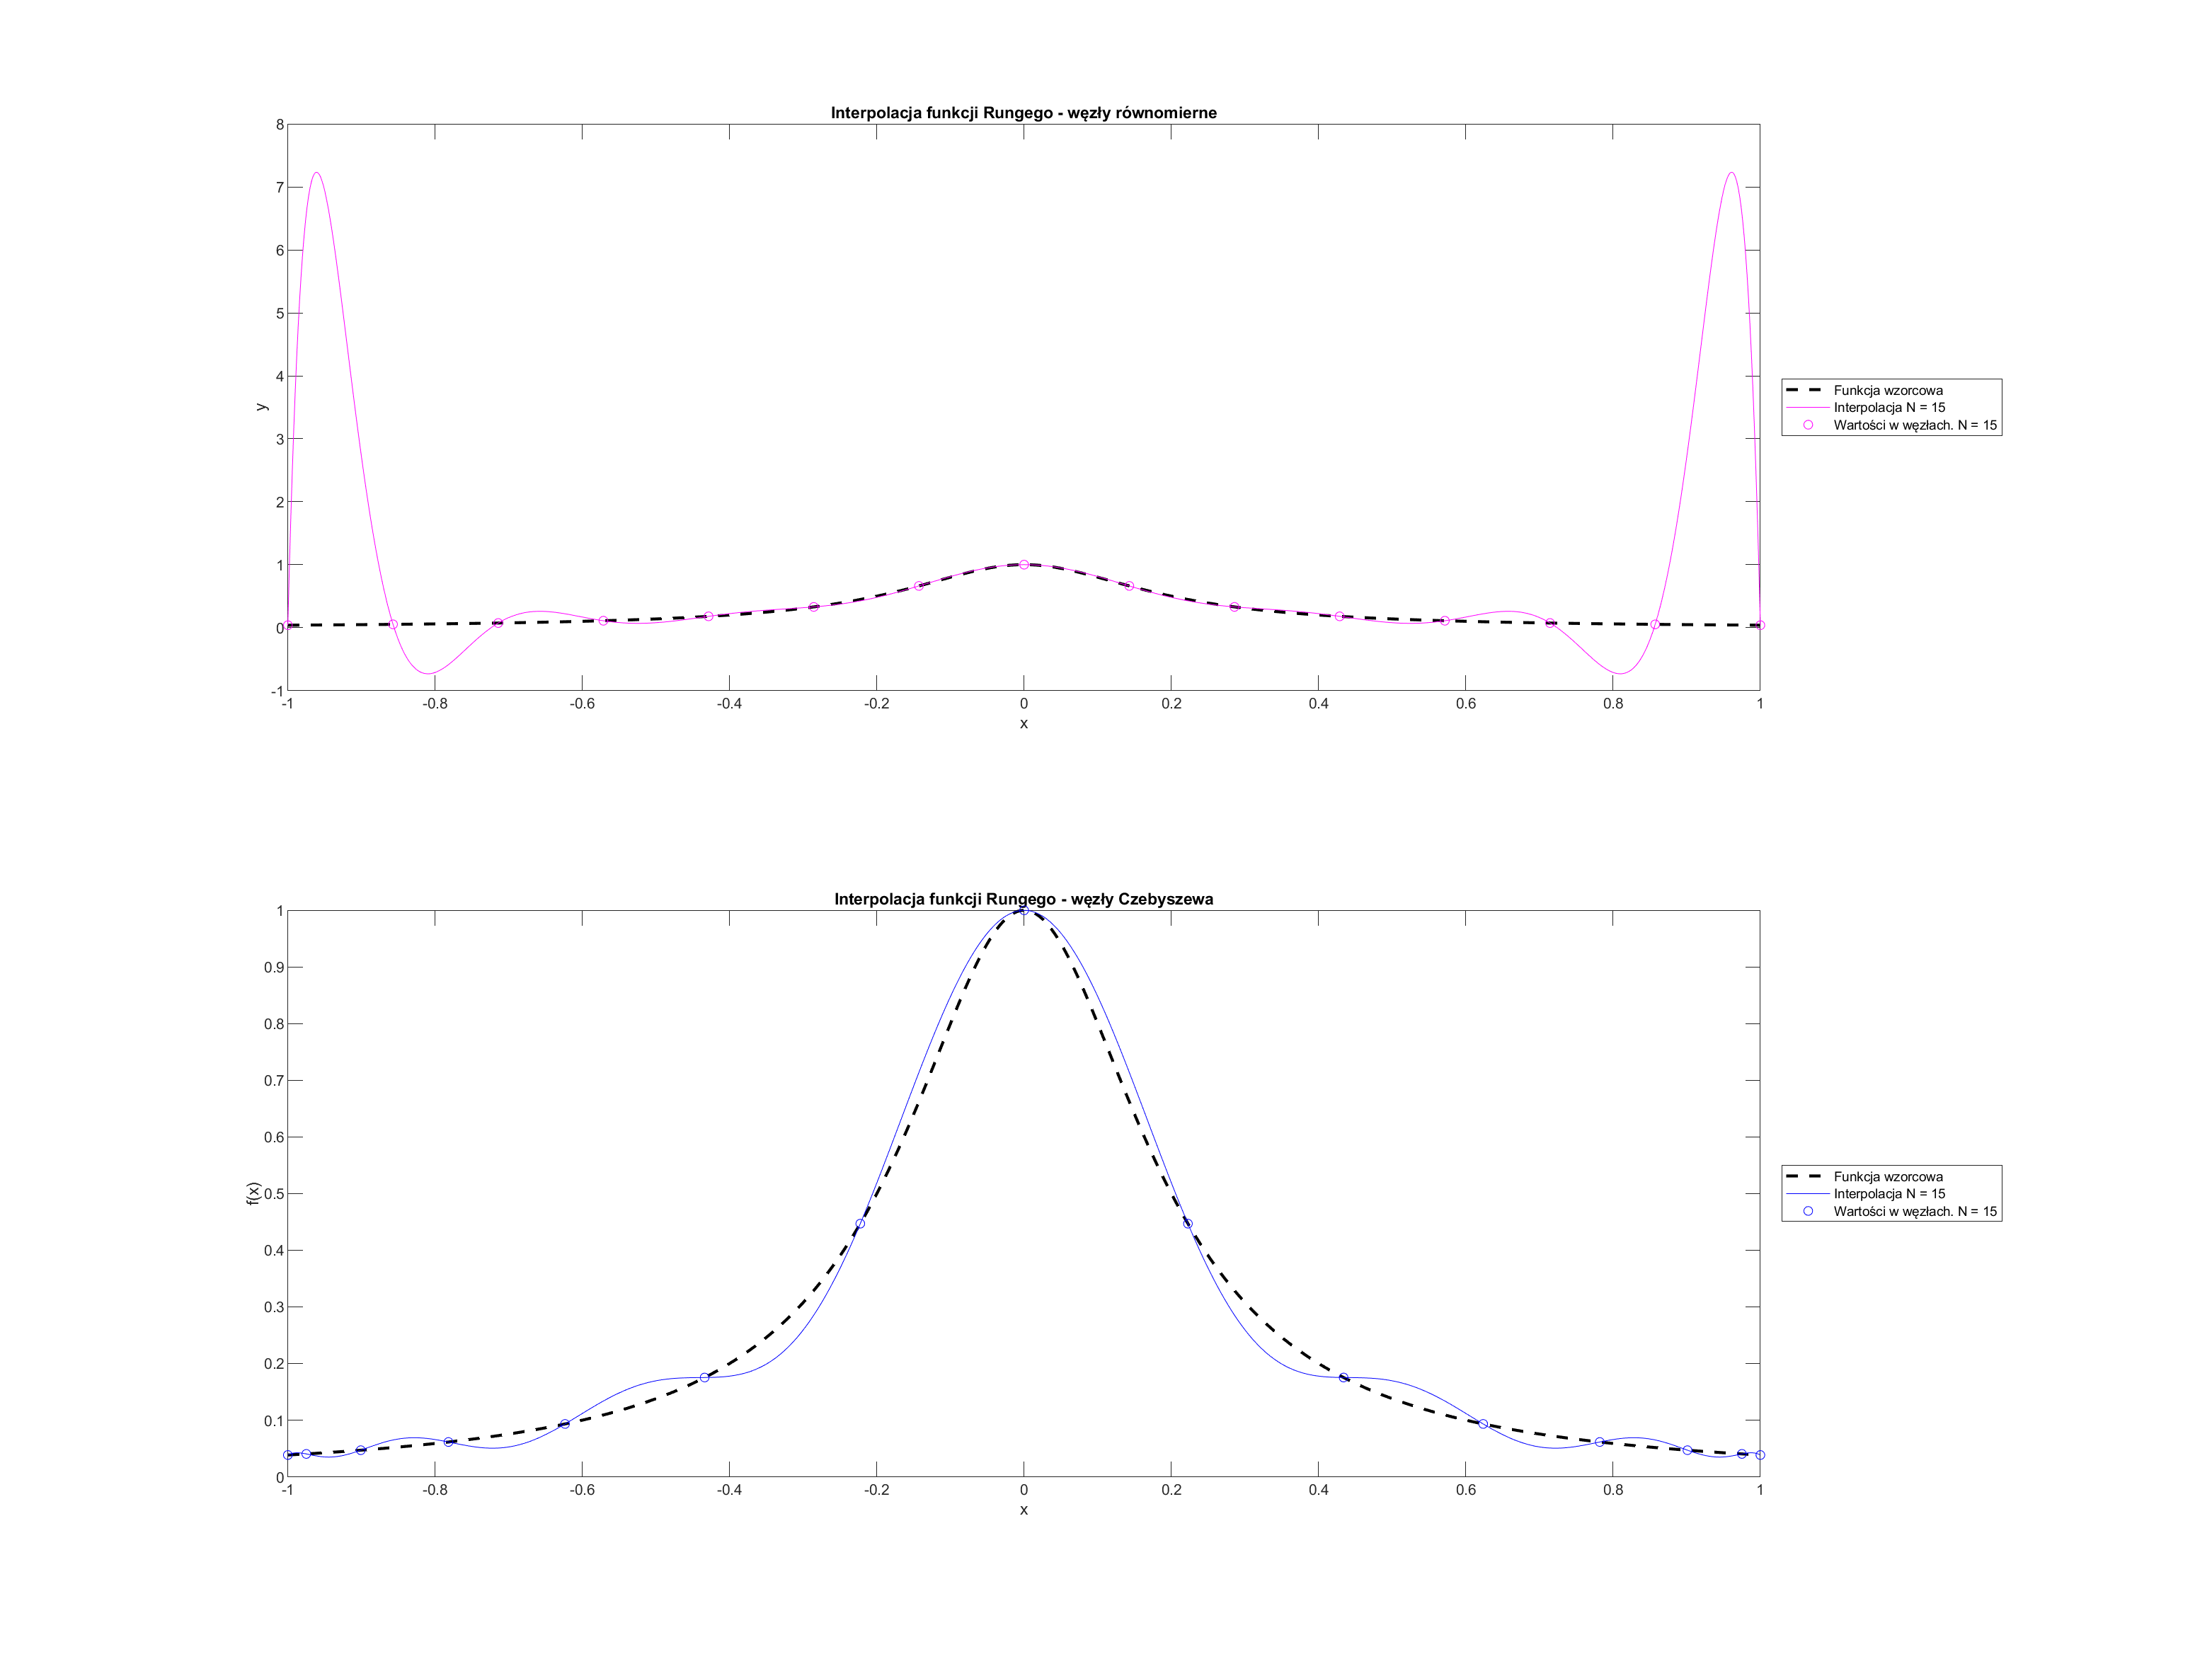 Interpolacja funkcji Rungego - węzły równomierne
8
7
6
5
4
3
2
1
0
-1
y
-1 -0.8 -0.6 -0.4 -0.2 0 0.2 0.4 0.6 0.8 1
x
Funkcja wzorcowa
Interpolacja N = 15
Wartości w węzłach. N = 15
Interpolacja funkcji Rungego - węzły Czebyszewa
1
0.9
0.8
0.7
0.6
0.5
0.4
0.3
0.2
0.1
0
f(x)
-1 -0.8 -0.6 -0.4 -0.2 0 0.2 0.4 0.6 0.8 1
x
Funkcja wzorcowa
Interpolacja N = 15
Wartości w węzłach. N = 15